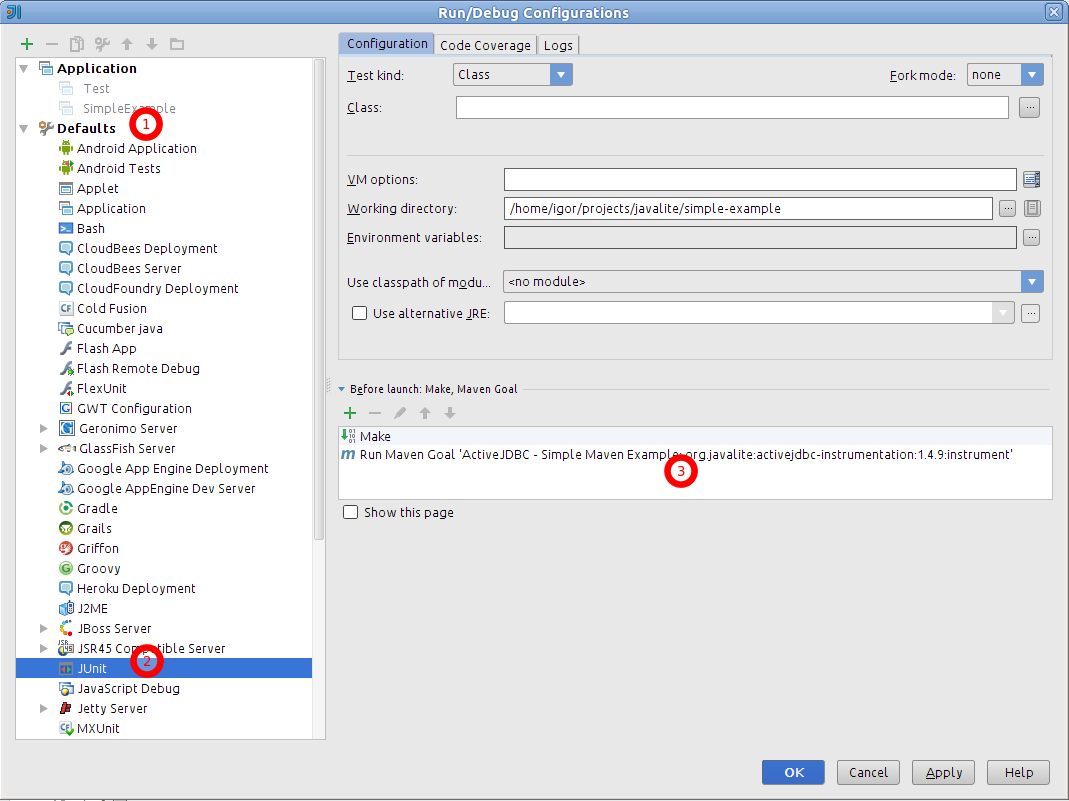 Run/Debug Configurations
Application
Test
SimpleExample
1
Defaults
Android Application
Android Tests
Applet
Application
Bash
CloudBees Deployment
CloudBees Server
CloudFoundry Deployment
Cold Fusion
Cucumber java
Flash App
Flash Remote Debug
FlexUnit
GWT Configuration
Geronimo Server
GlassFish Server
Google App Engine Deployment
Google AppEngine Dev Server
Gradle
Grails
Griffon
Groovy
Heroku Deployment
J2ME
JBoss Server
JSR45 Compatible Server
2
JUnit
JavaScript Debug
Jetty Server
MXUnit
Configuration Code Coverage Logs
Test kind: Class Fork mode: none
Class: ...
VM options:
Working directory: /home/igor/projects/javalite/simple-example ...
Environment variables: ...
Use classpath of modu... <no module>
Use alternative JRE: ...
Before launch: Make, Maven Goal
Make
Run Maven Goal 'ActiveJDBC - Simple Maven Example: org.javalite:activejdbc-instrumentation:1.4.9:instrument'
3
Show this page
OK Cancel Apply Help